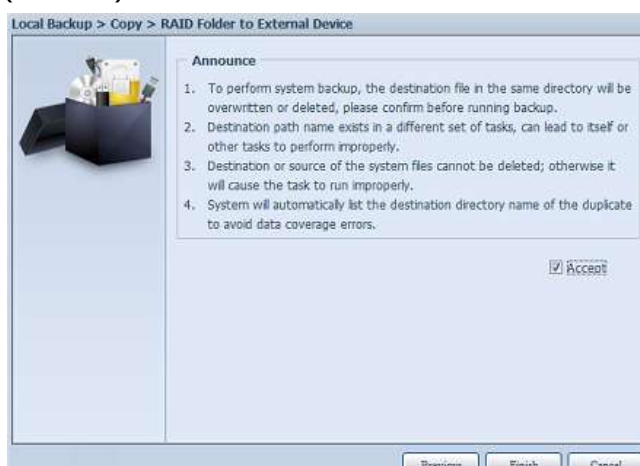 Local Backup > Copy > RAID Folder to External Device
Announce
1. To perform system backup, the destination file in the same directory will be
overwritten or deleted, please confirm before running backup.
2. Destination path name exists in a different set of tasks, can lead to itself or
other tasks to perform improperly.
3. Destination or source of the system files cannot be deleted; otherwise it
will cause the task to run improperly.
4. System will automatically list the destination directory name of the duplicate
to avoid data coverage errors.
Accept
Previous Finish Cancel